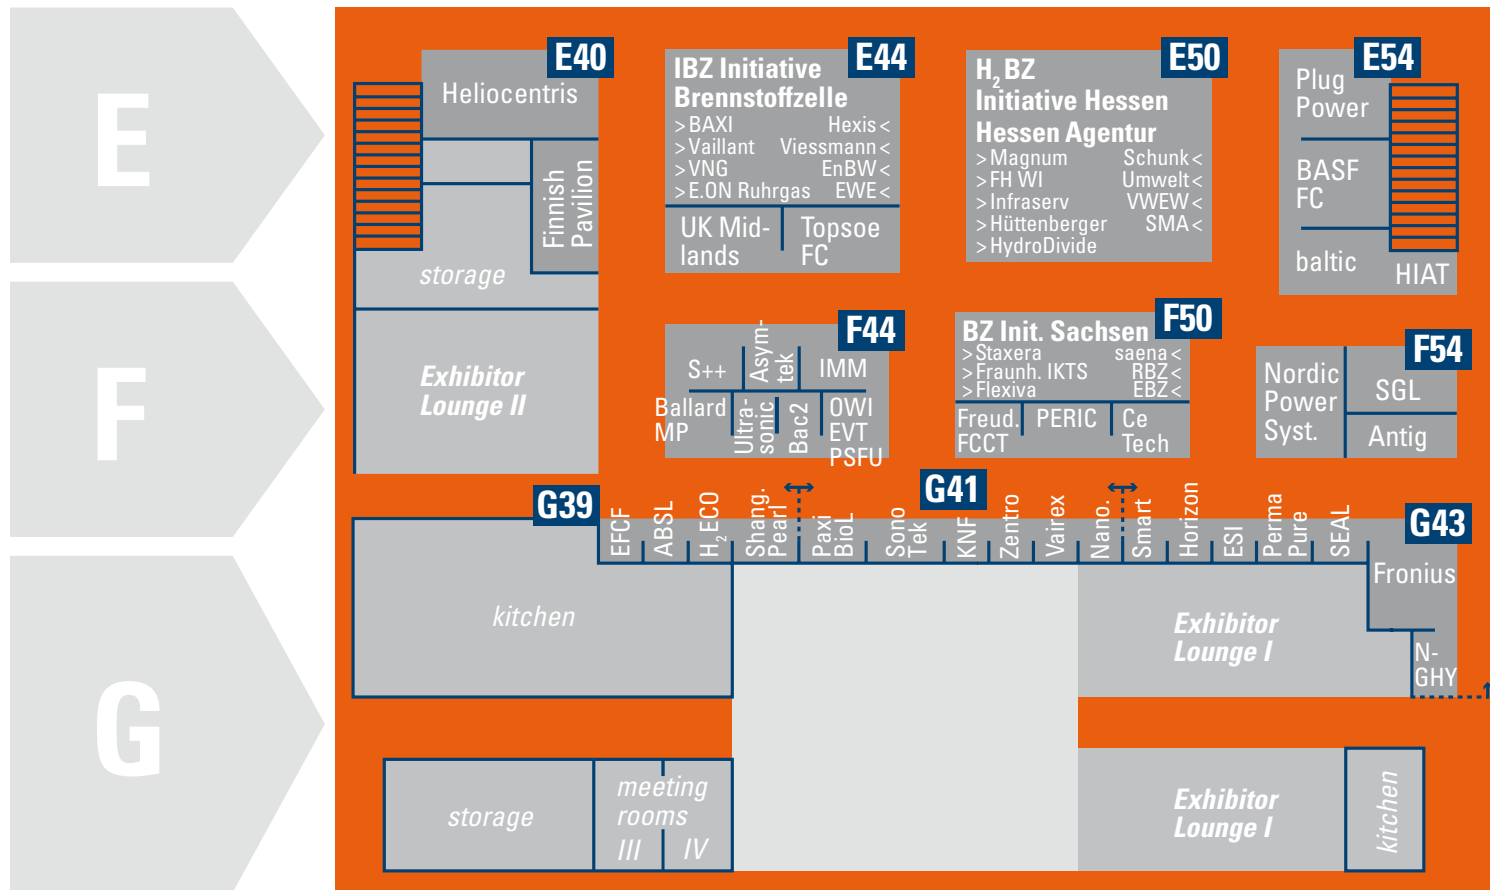 E
F
G
E40
Heliocentris
Finnish
Pavilion
storage
Exhibitor
Lounge II
E44
IBZ Initiative
Brennstoffzelle
>BAXI Hexis<
>Vaillant Viessmann<
>VNG EnBW<
>E.ON Ruhrgas EWE<
UK Mid-
lands
Topsoe
FC
E50
H₂BZ
Initiative Hessen
Hessen Agentur
>Magnum Schunk<
>FH WI Umwelt<
>Infraserv VWEW<
>Hüttenberger SMA<
>HydroDivide
E54
Plug
Power
BASF
FC
baltic
HIAT
F44
S++
Asym-
tek
IMM
Ballard
MP
Ultra-
sonic
Bac2
OWI
EVT
PSFU
F50
BZ Init. Sachsen
>Staxera saena<
>Fraunh. IKTS RBZ<
>Flexiva EBZ<
Freud.
FCCT
PERIC
Ce
Tech
F54
Nordic
Power
Syst.
SGL
Antig
G39
EFCF
ABSL
H₂ECO
Shang.
Pearl
G41
Paxi
BioL
Sono
Tek
KNF
Zentro
Vairex
Nano.
Smart
Horizon
ESI
Perma
Pure
SEAL
G43
Fronius
N-
GHY
kitchen
Exhibitor
Lounge I
storage
meeting
rooms
III IV
Exhibitor
Lounge I
kitchen